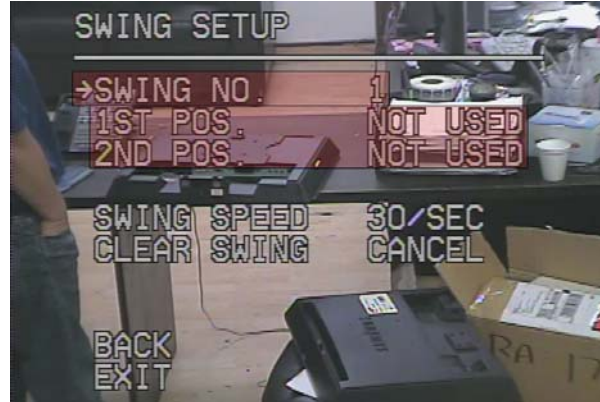 SWING SETUP
→SWING NO. 1
1ST POS. NOT USED
2ND POS. NOT USED
SWING SPEED 30/SEC
CLEAR SWING CANCEL
BACK
EXIT
RA 17